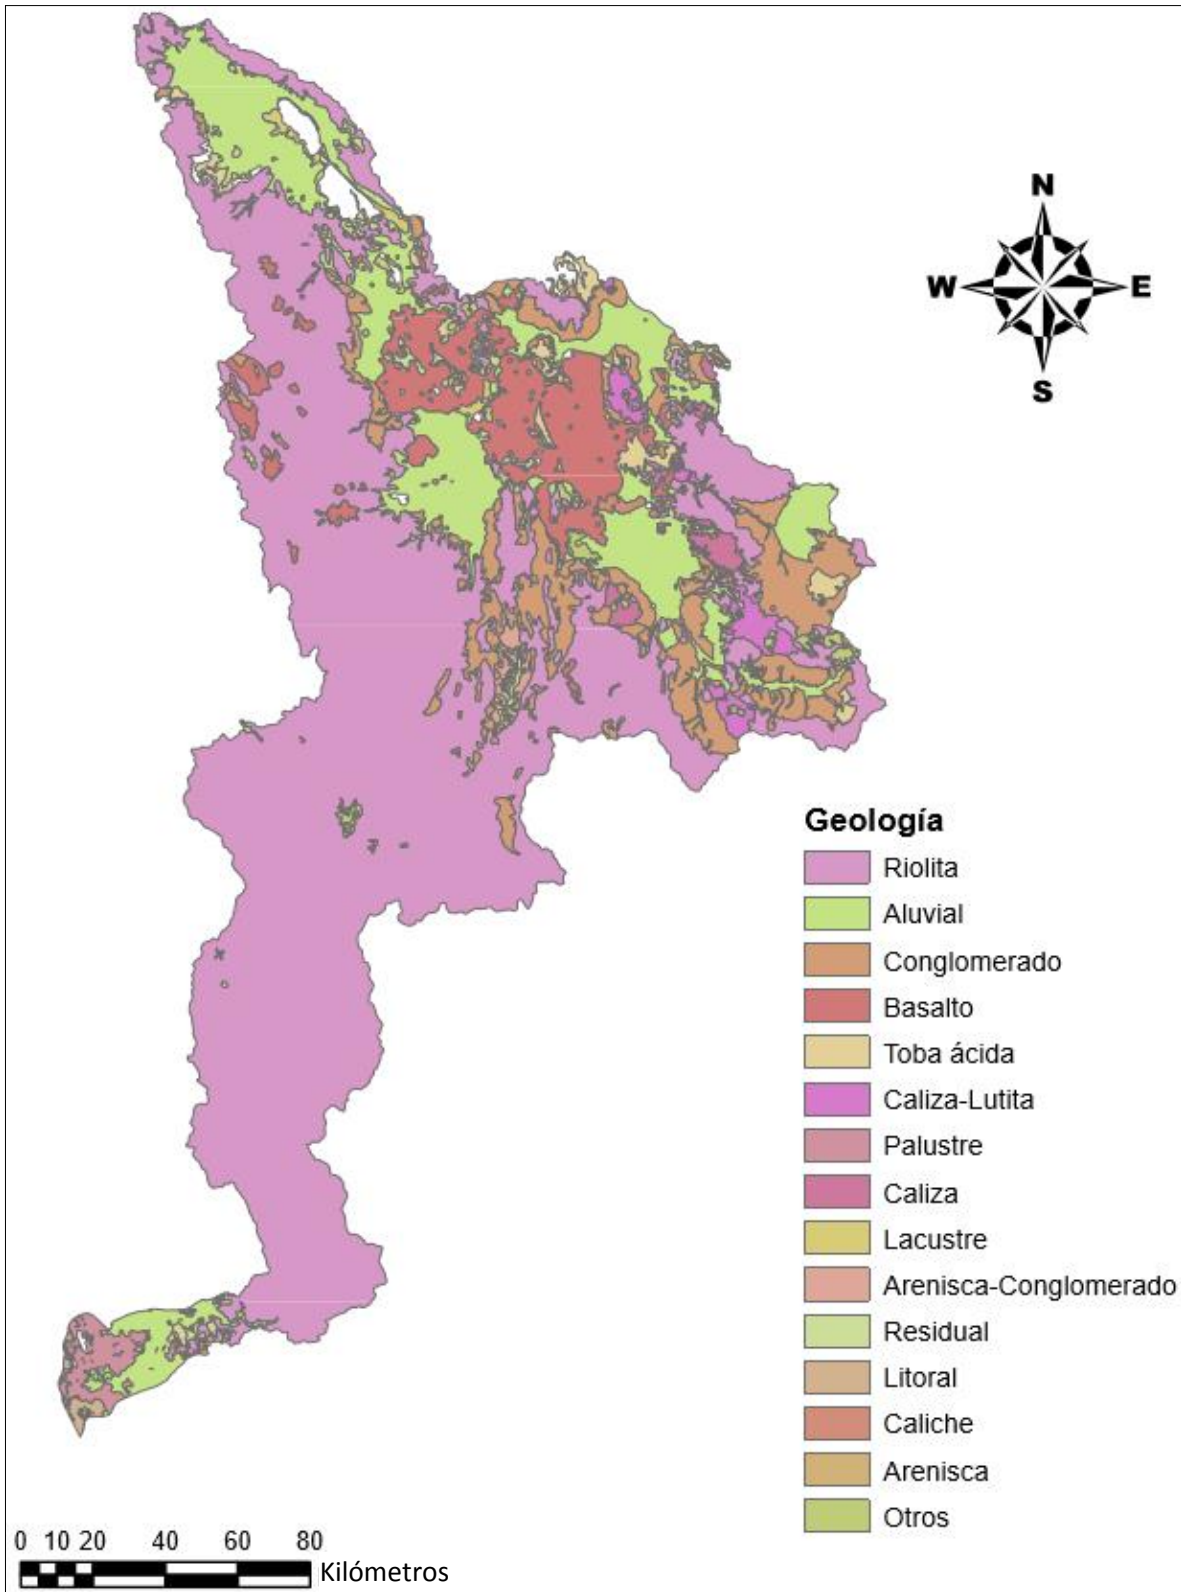 N
W E
S
Geología
Riolita
Aluvial
Conglomerado
Basalto
Toba ácida
Caliza-Lutita
Palustre
Caliza
Lacustre
Arenisca-Conglomerado
Residual
Litoral
Caliche
Arenisca
Otros
0 10 20 40 60 80
Kilómetros